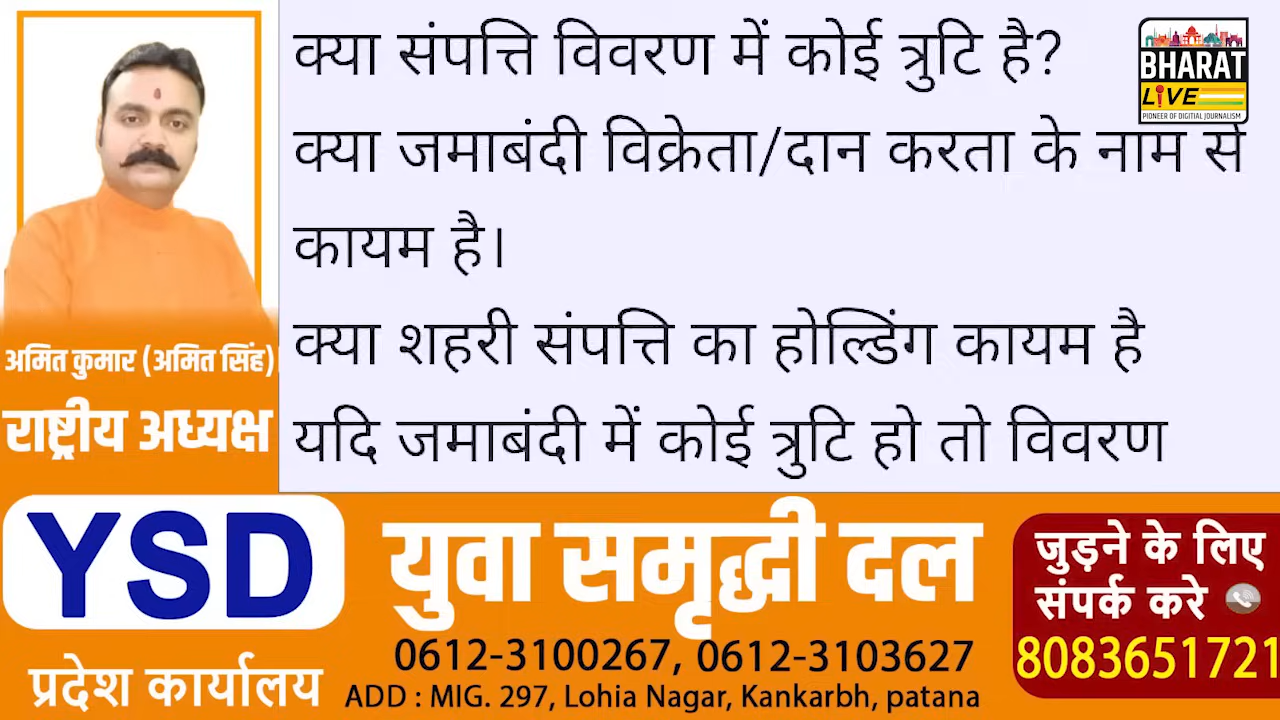 क्या संपत्ति विवरण में कोई त्रुटि है?
BHARAT
LIVE
PIONEER OF DIGITIAL JOURNALISM
क्या जमाबंदी विक्रेता/दान करता के नाम से
कायम है।
क्या शहरी संपत्ति का होल्डिंग कायम है
यदि जमाबंदी में कोई त्रुटि हो तो विवरण
अमित कुमार (अमित सिंह)
राष्ट्रीय अध्यक्ष
YSD
प्रदेश कार्यालय
युवा समृद्धी दल
0612-3100267, 0612-3103627
ADD : MIG. 297, Lohia Nagar, Kankarbh, patana
जुड़ने के लिए
संपर्क करे
8083651721